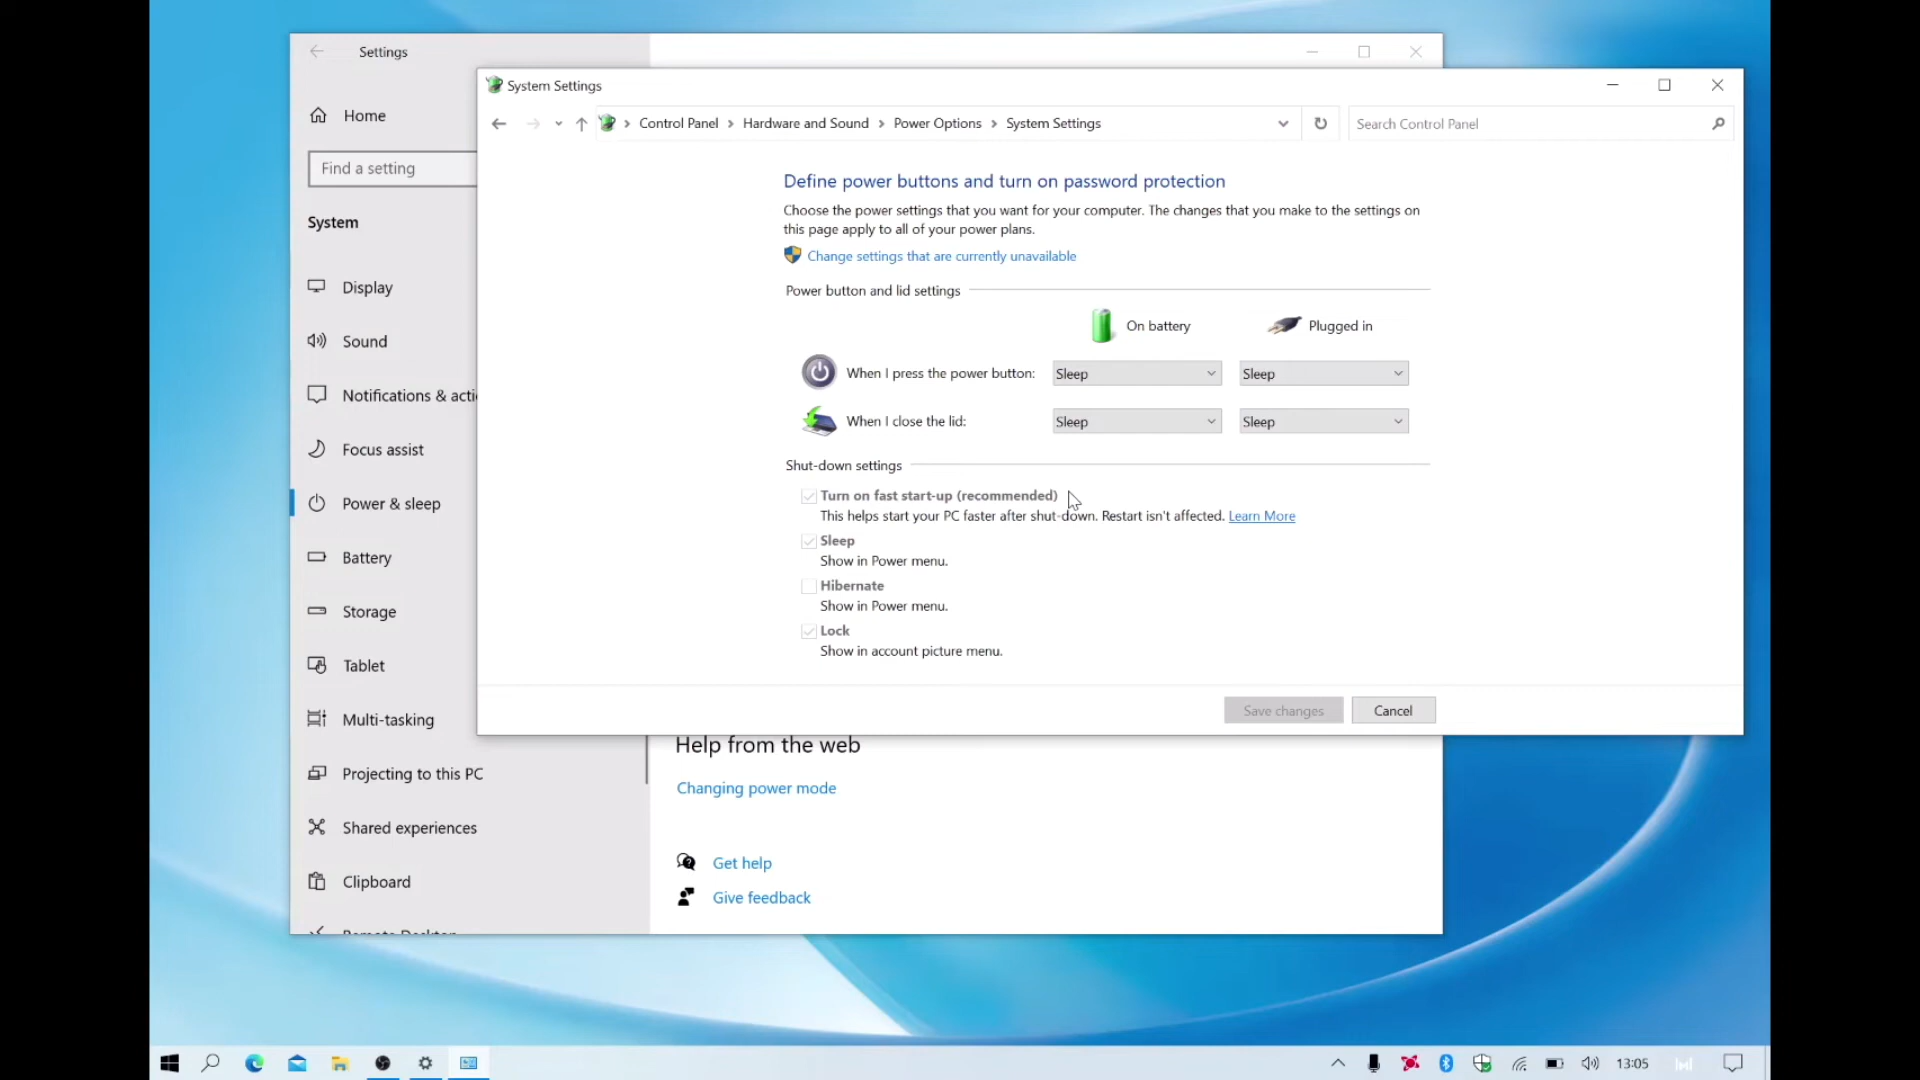 Settings
System Settings
Home
Control Panel
Hardware and Sound
Power Options
System Settings
Search Control Panel
Find a setting
System
Display
Sound
Notifications & acti
Focus assist
Power & sleep
Battery
Storage
Tablet
Multi-tasking
Projecting to this PC
Shared experiences
Clipboard
Remote Desktop
Define power buttons and turn on password protection
Choose the power settings that you want for your computer. The changes that you make to the settings on
this page apply to all of your power plans.
Change settings that are currently unavailable
Power button and lid settings
On battery
Plugged in
When I press the power button:
Sleep
Sleep
When I close the lid:
Sleep
Sleep
Shut-down settings
Turn on fast start-up (recommended)
This helps start your PC faster after shut-down. Restart isn't affected. Learn More
Sleep
Show in Power menu.
Hibernate
Show in Power menu.
Lock
Show in account picture menu.
Save changes
Cancel
Help from the web
Changing power mode
Get help
Give feedback
13:05